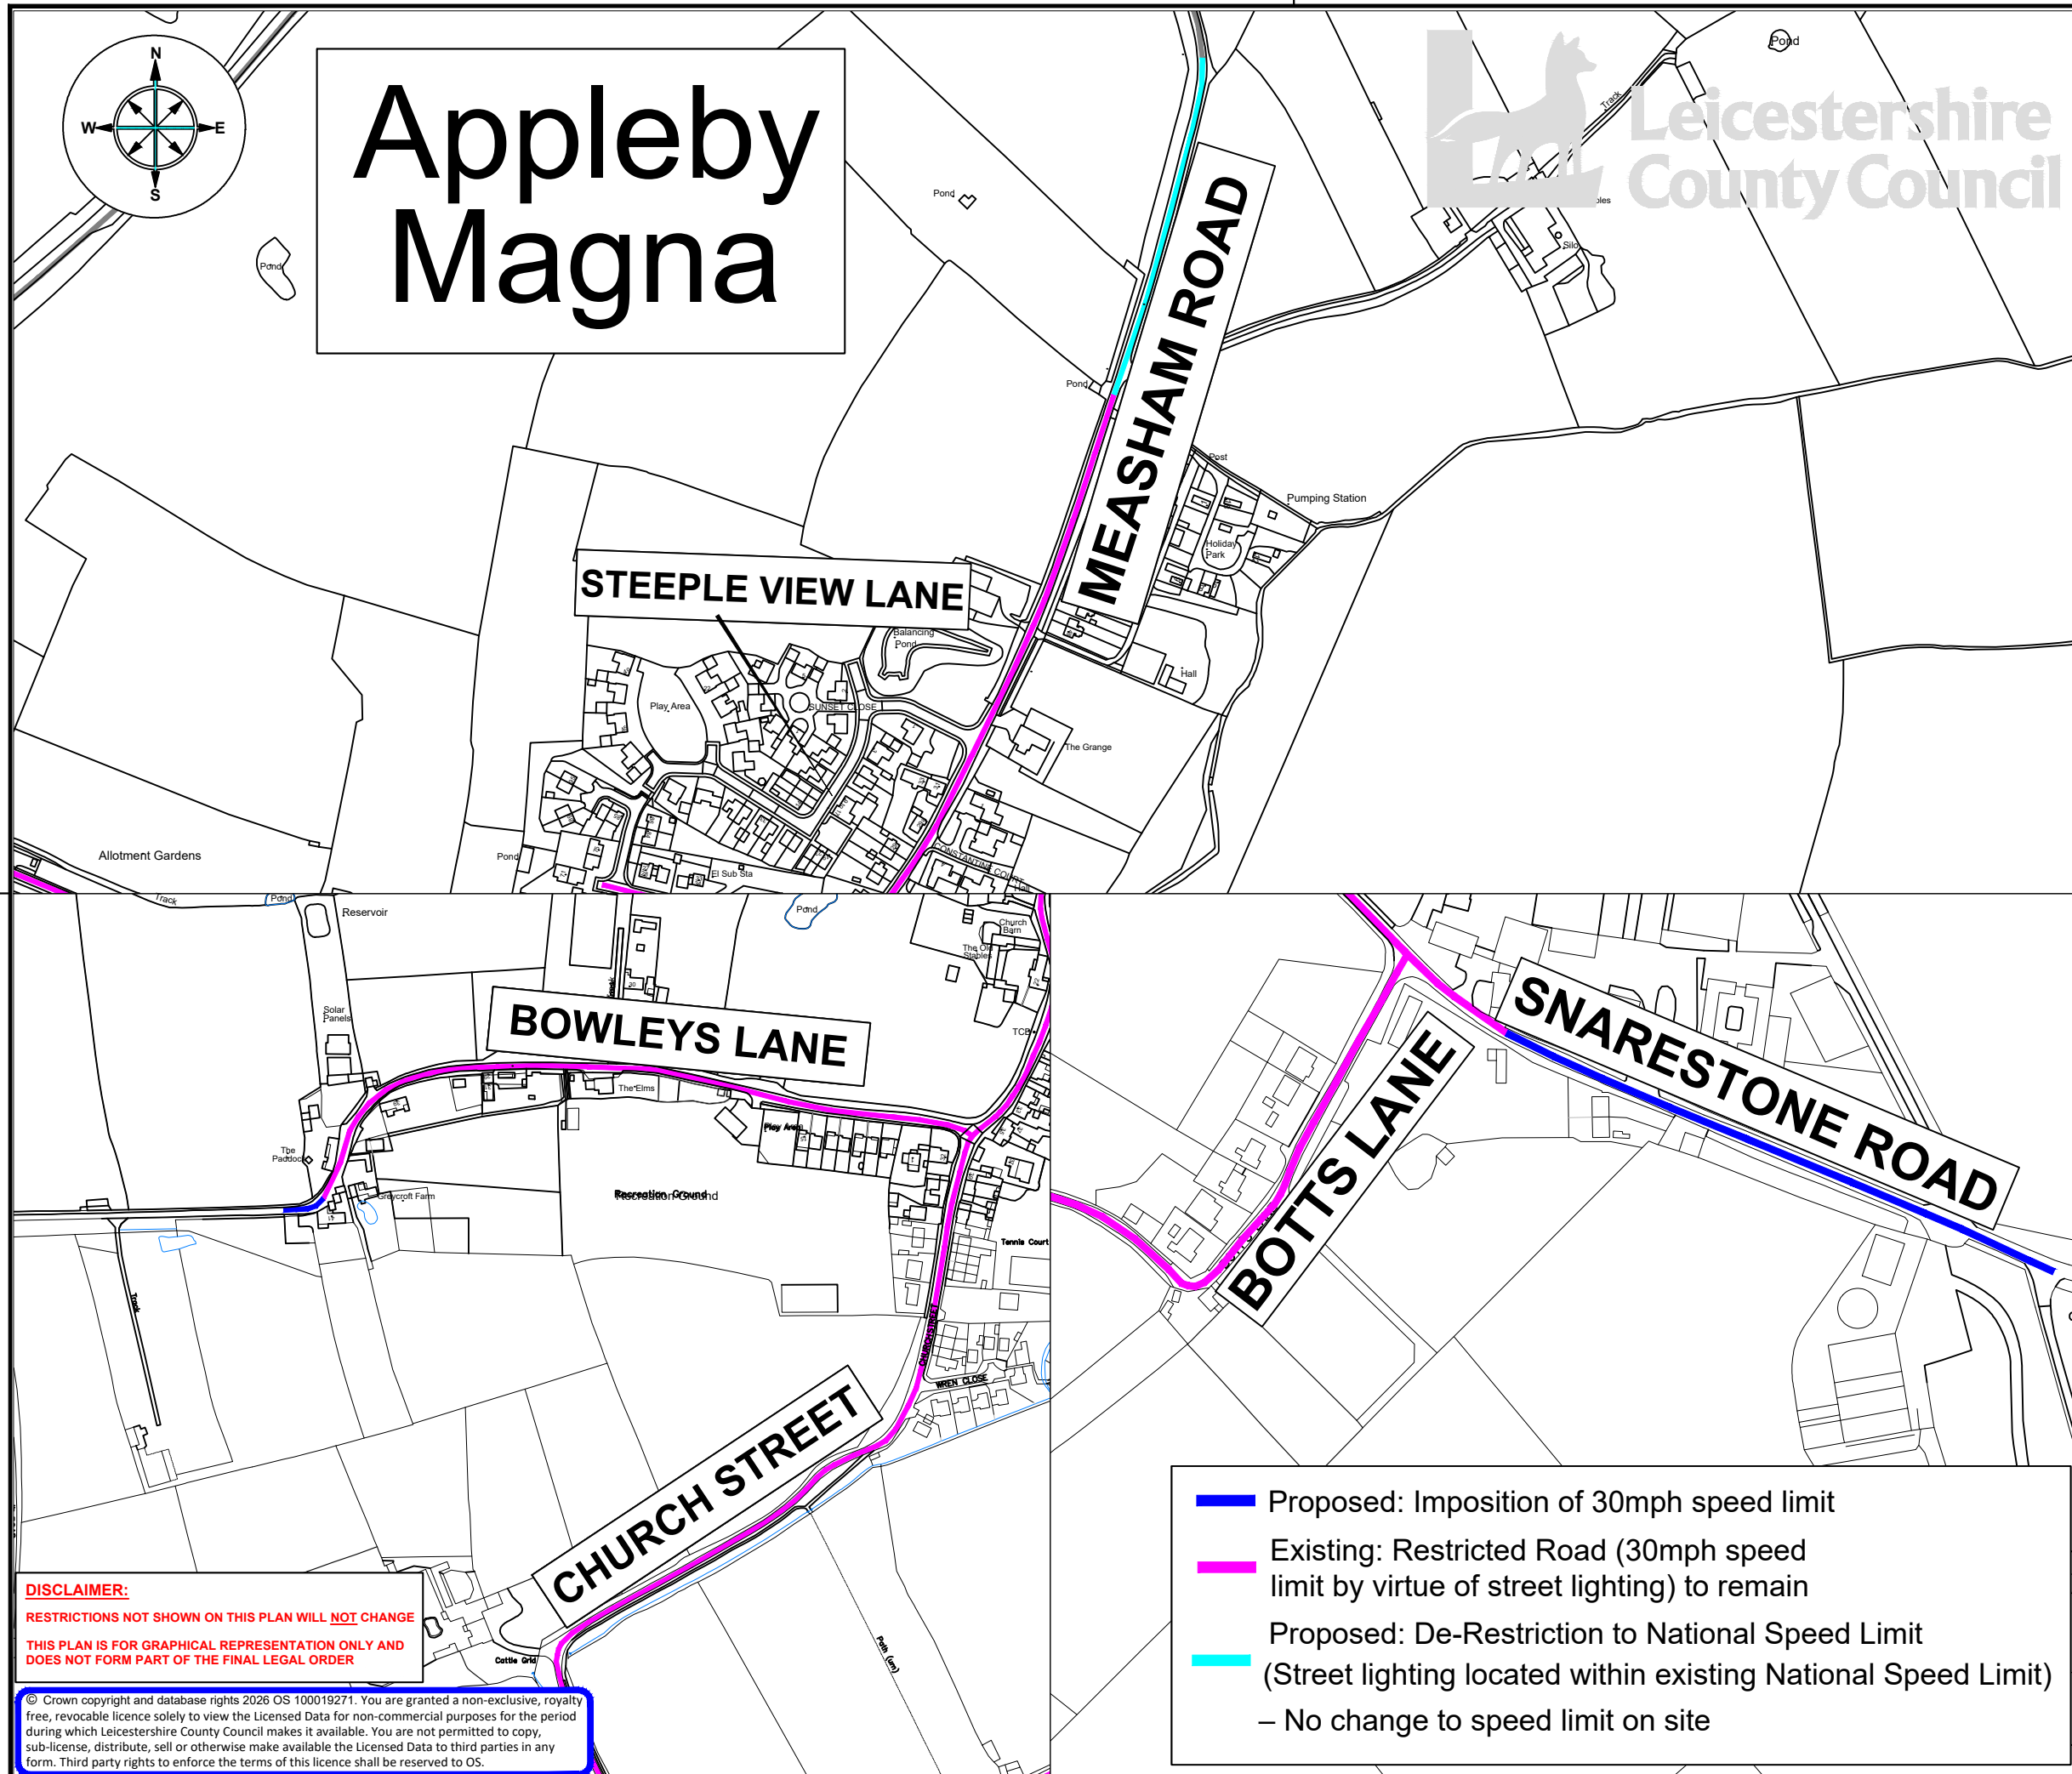 N
W
E
S
Appleby
Magna
Leicestershire
County Council
Pond
Track
Pond
Pond
Silo
MEASHAM ROAD
Pond
Post
Pumping Station
Holiday
Park
STEEPLE VIEW LANE
Balancing
Pond
Hall
Play Area
SUNSET CLOSE
The Grange
CONSTANTINE COURT
Hall
Allotment Gardens
Pond
El Sub Sta
Track
Pond
Reservoir
Pond
Church
Barn
The Old
Stables
Solar
Panels
BOWLEYS LANE
TCB
The Elms
Play Area
The
Paddock
Greycroft Farm
Recreation Ground
Tennis Court
Track
CHURCH STREET
WREN CLOSE
CHURCH STREET
Cattle Grid
Path (um)
SNARESTONE ROAD
BOTTS LANE
Proposed: Imposition of 30mph speed limit
Existing: Restricted Road (30mph speed
limit by virtue of street lighting) to remain
Proposed: De-Restriction to National Speed Limit
(Street lighting located within existing National Speed Limit)
– No change to speed limit on site
DISCLAIMER:
RESTRICTIONS NOT SHOWN ON THIS PLAN WILL NOT CHANGE
THIS PLAN IS FOR GRAPHICAL REPRESENTATION ONLY AND
DOES NOT FORM PART OF THE FINAL LEGAL ORDER
© Crown copyright and database rights 2026 OS 100019271. You are granted a non-exclusive, royalty
free, revocable licence solely to view the Licensed Data for non-commercial purposes for the period
during which Leicestershire County Council makes it available. You are not permitted to copy,
sub-license, distribute, sell or otherwise make available the Licensed Data to third parties in any
form. Third party rights to enforce the terms of this licence shall be reserved to OS.